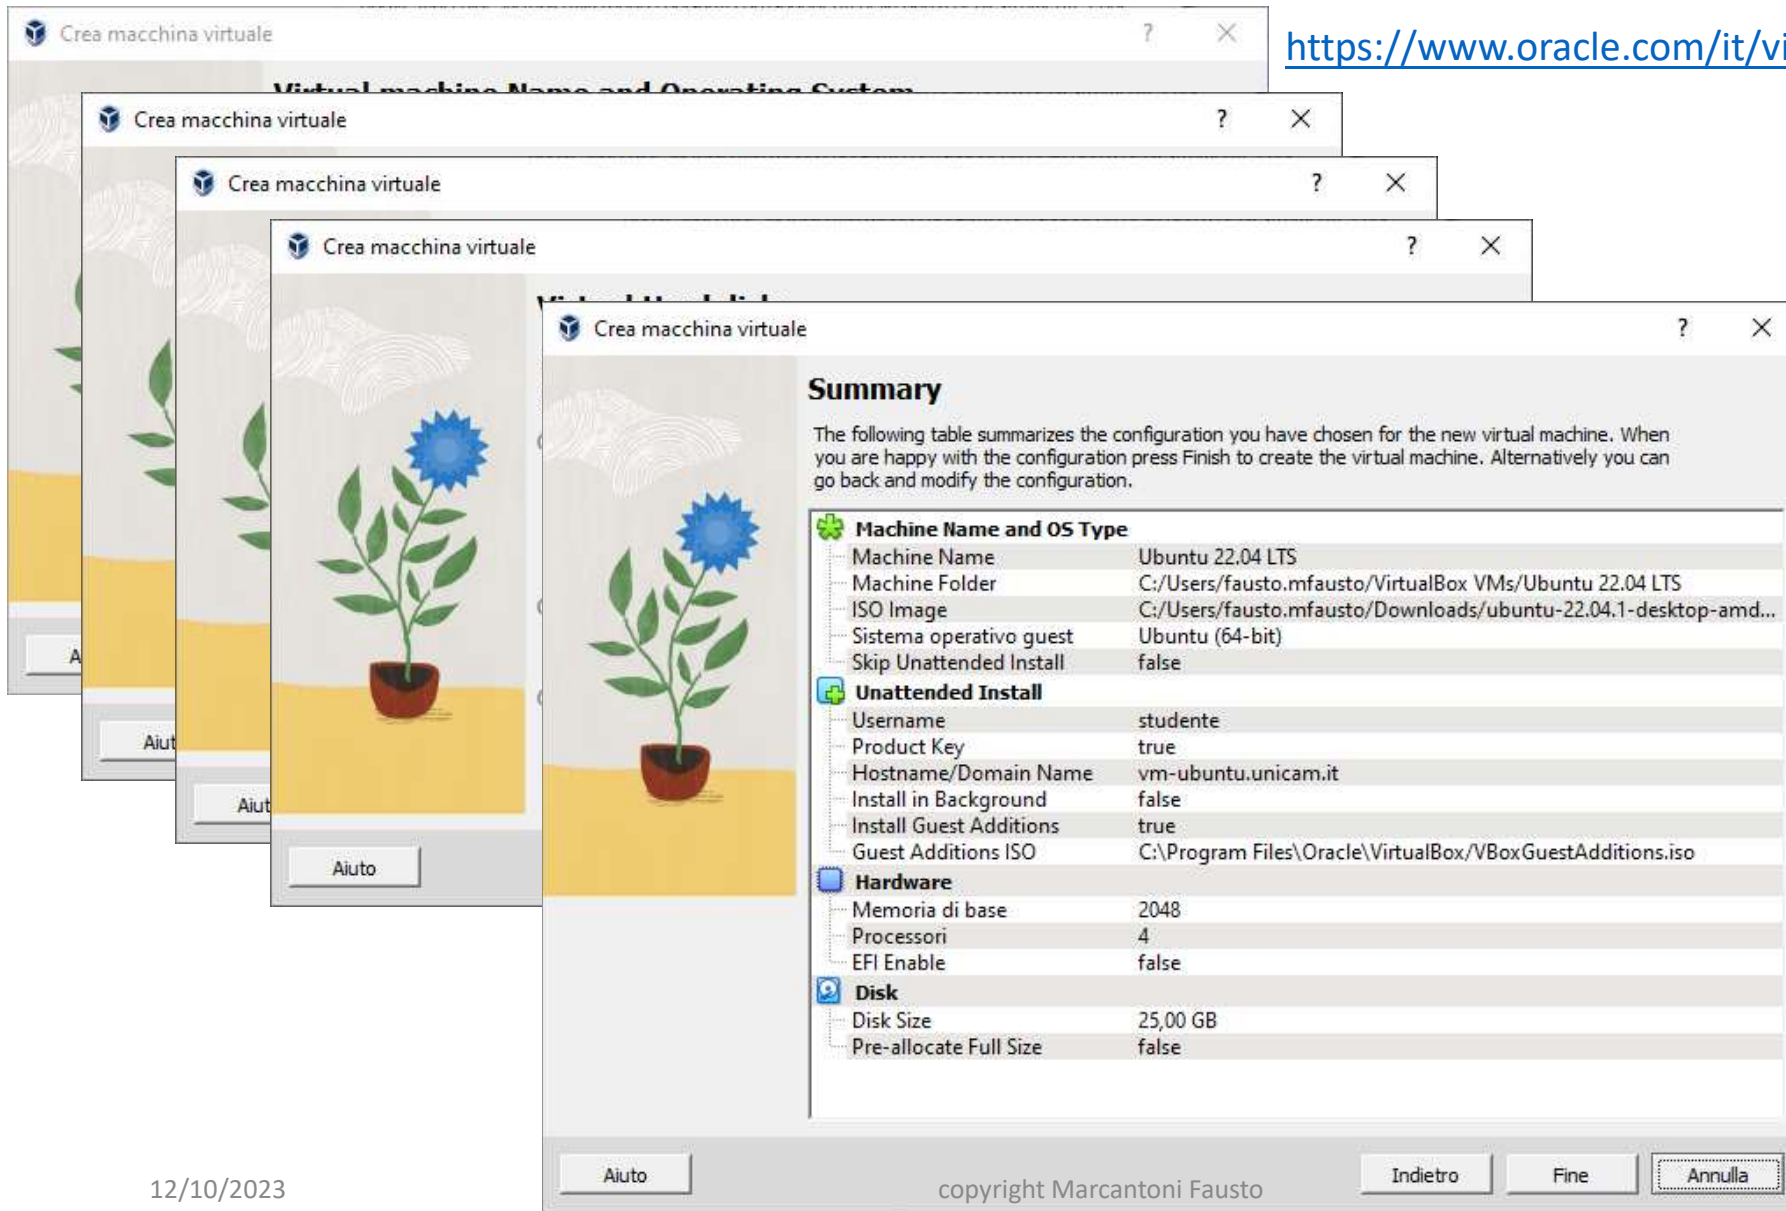 Crea macchina virtuale
https://www.oracle.com/it/vi
Virtual machine Name and Operating System
Crea macchina virtuale
Crea macchina virtuale
Crea macchina virtuale
Crea macchina virtuale
Summary
The following table summarizes the configuration you have chosen for the new virtual machine. When
you are happy with the configuration press Finish to create the virtual machine. Alternatively you can
go back and modify the configuration.
Machine Name and OS Type
Machine Name Ubuntu 22.04 LTS
Machine Folder C:/Users/fausto.mfausto/VirtualBox VMs/Ubuntu 22.04 LTS
ISO Image C:/Users/fausto.mfausto/Downloads/ubuntu-22.04.1-desktop-amd...
Sistema operativo guest Ubuntu (64-bit)
Skip Unattended Install false
Unattended Install
Username studente
Product Key true
Hostname/Domain Name vm-ubuntu.unicam.it
Install in Background false
Install Guest Additions true
Guest Additions ISO C:\Program Files\Oracle\VirtualBox/VBoxGuestAdditions.iso
Hardware
Memoria di base 2048
Processori 4
EFI Enable false
Disk
Disk Size 25,00 GB
Pre-allocate Full Size false
A
Aiut
Aiut
Aiuto
Aiuto Indietro Fine Annulla
12/10/2023 copyright Marcantoni Fausto